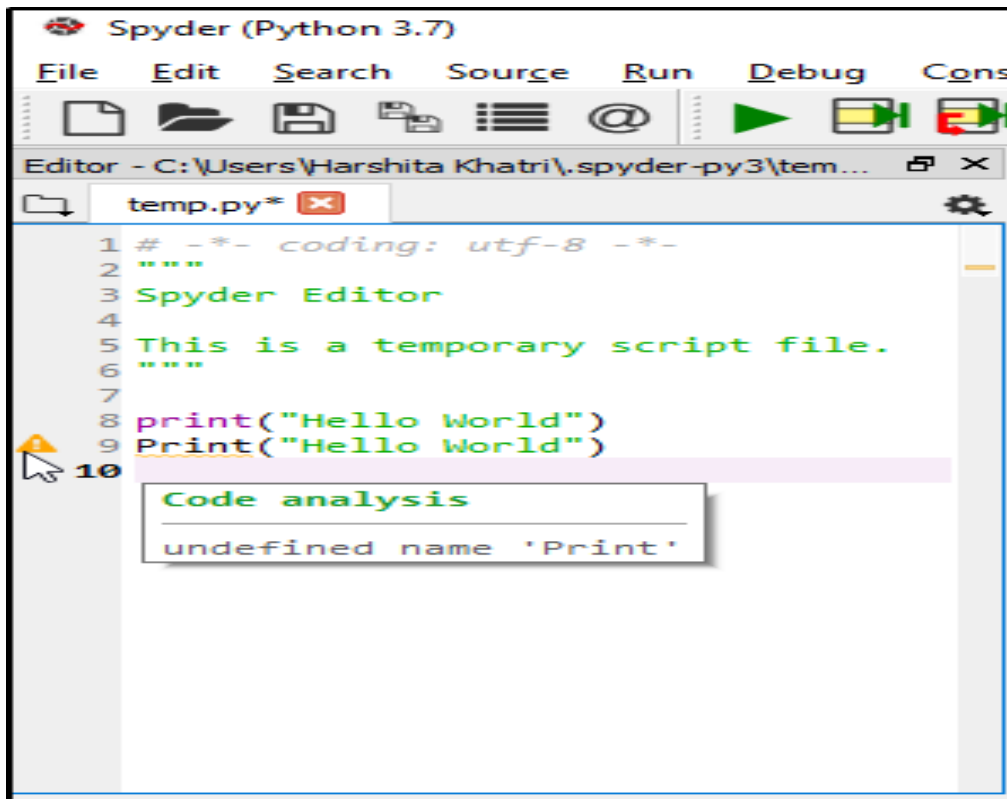 Spyder (Python 3.7)
File Edit Search Source Run Debug Cons
Editor - C:\Users\Harshita Khatri\.spyder-py3\tem...
temp.py*
1 # -*- coding: utf-8 -*-
2 """
3 Spyder Editor
4
5 This is a temporary script file.
6 """
7
8 print("Hello World")
9 Print("Hello World")
10
Code analysis
undefined name 'Print'